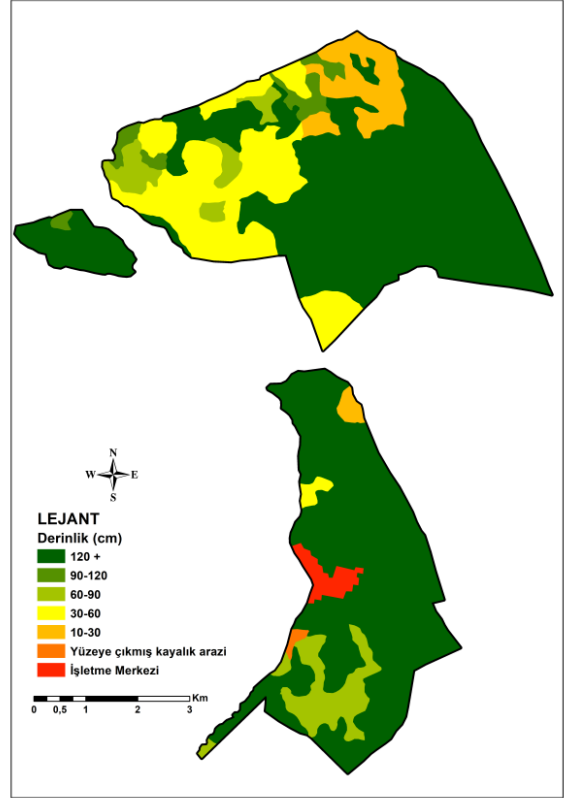 N
W E
S
LEJANT
Derinlik (cm)
120 +
90-120
60-90
30-60
10-30
Yüzeye çıkmış kayalık arazi
İşletme Merkezi
Km
0 0,5 1 2 3